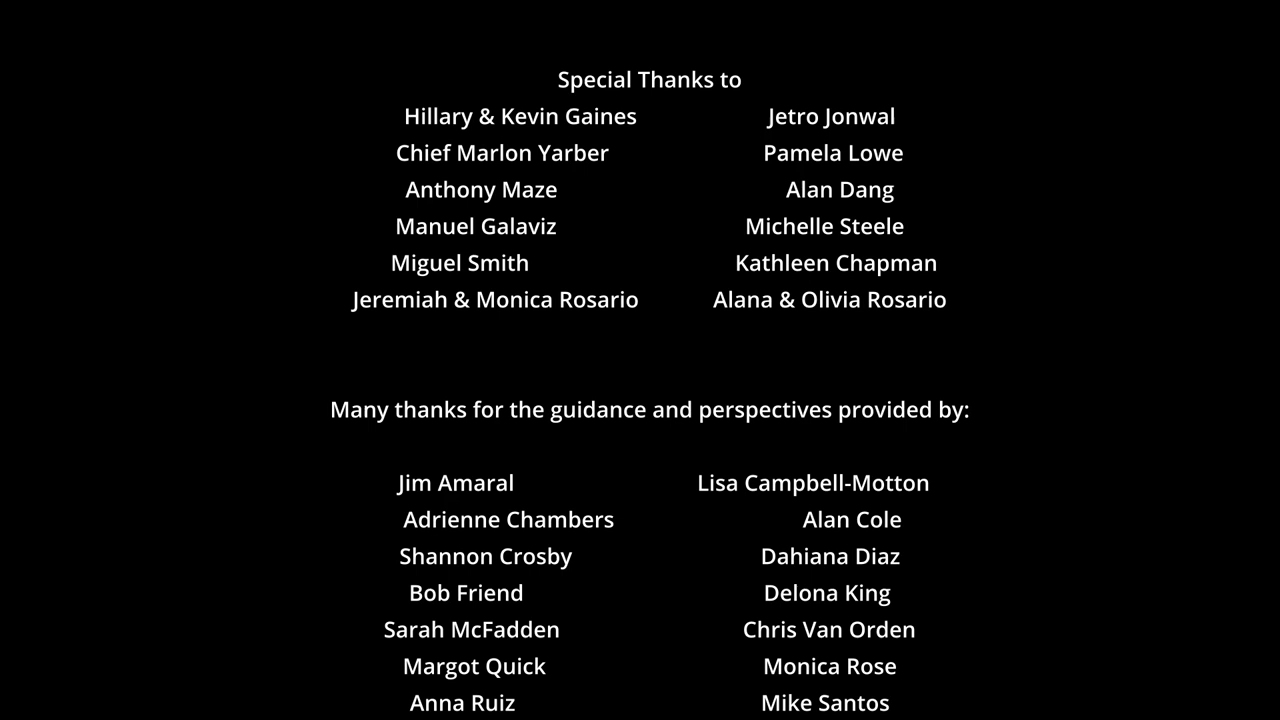 Special Thanks to
Hillary & Kevin Gaines Jetro Jonwal
Chief Marlon Yarber Pamela Lowe
Anthony Maze Alan Dang
Manuel Galaviz Michelle Steele
Miguel Smith Kathleen Chapman
Jeremiah & Monica Rosario Alana & Olivia Rosario
Many thanks for the guidance and perspectives provided by:
Jim Amaral Lisa Campbell-Motton
Adrienne Chambers Alan Cole
Shannon Crosby Dahiana Diaz
Bob Friend Delona King
Sarah McFadden Chris Van Orden
Margot Quick Monica Rose
Anna Ruiz Mike Santos